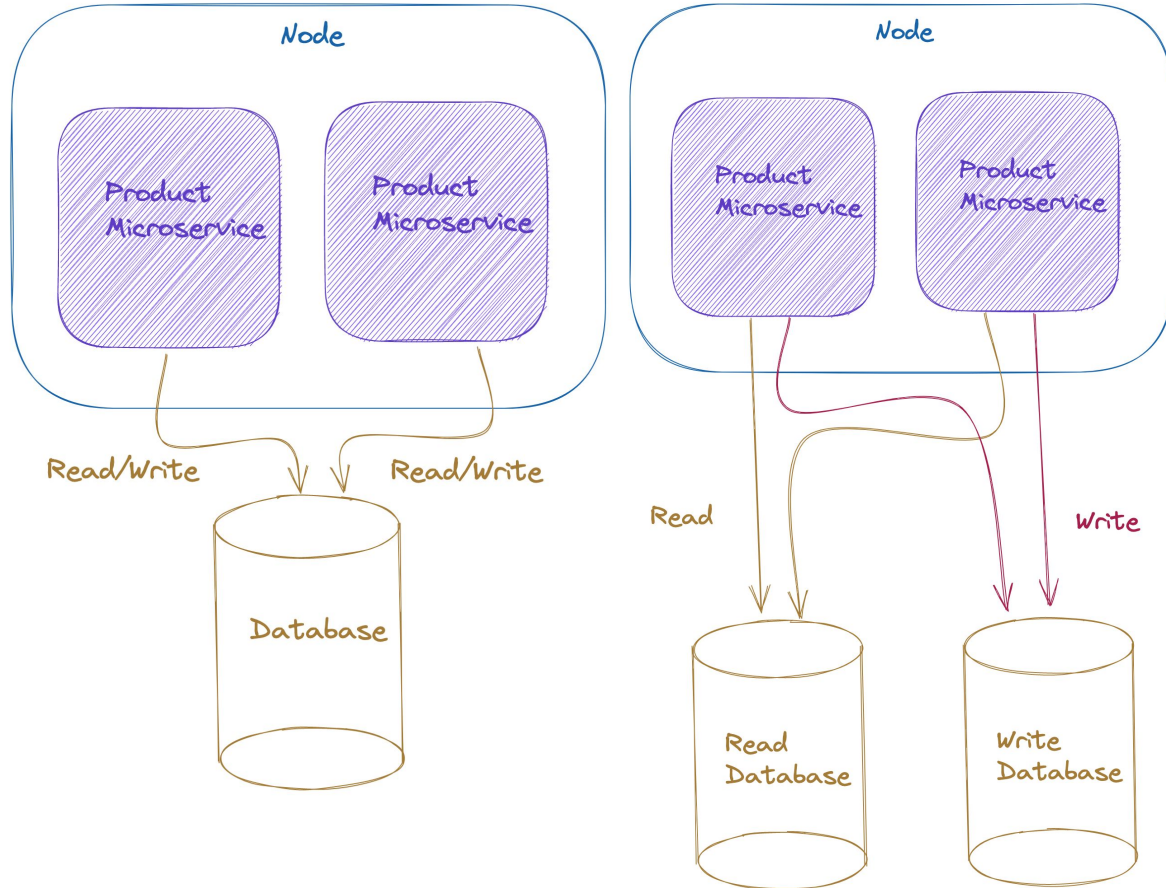 Node
Product
Microservice
Product
Microservice
Read/Write
Read/Write
Database
Node
Product
Microservice
Product
Microservice
Read
Write
Read
Database
Write
Database